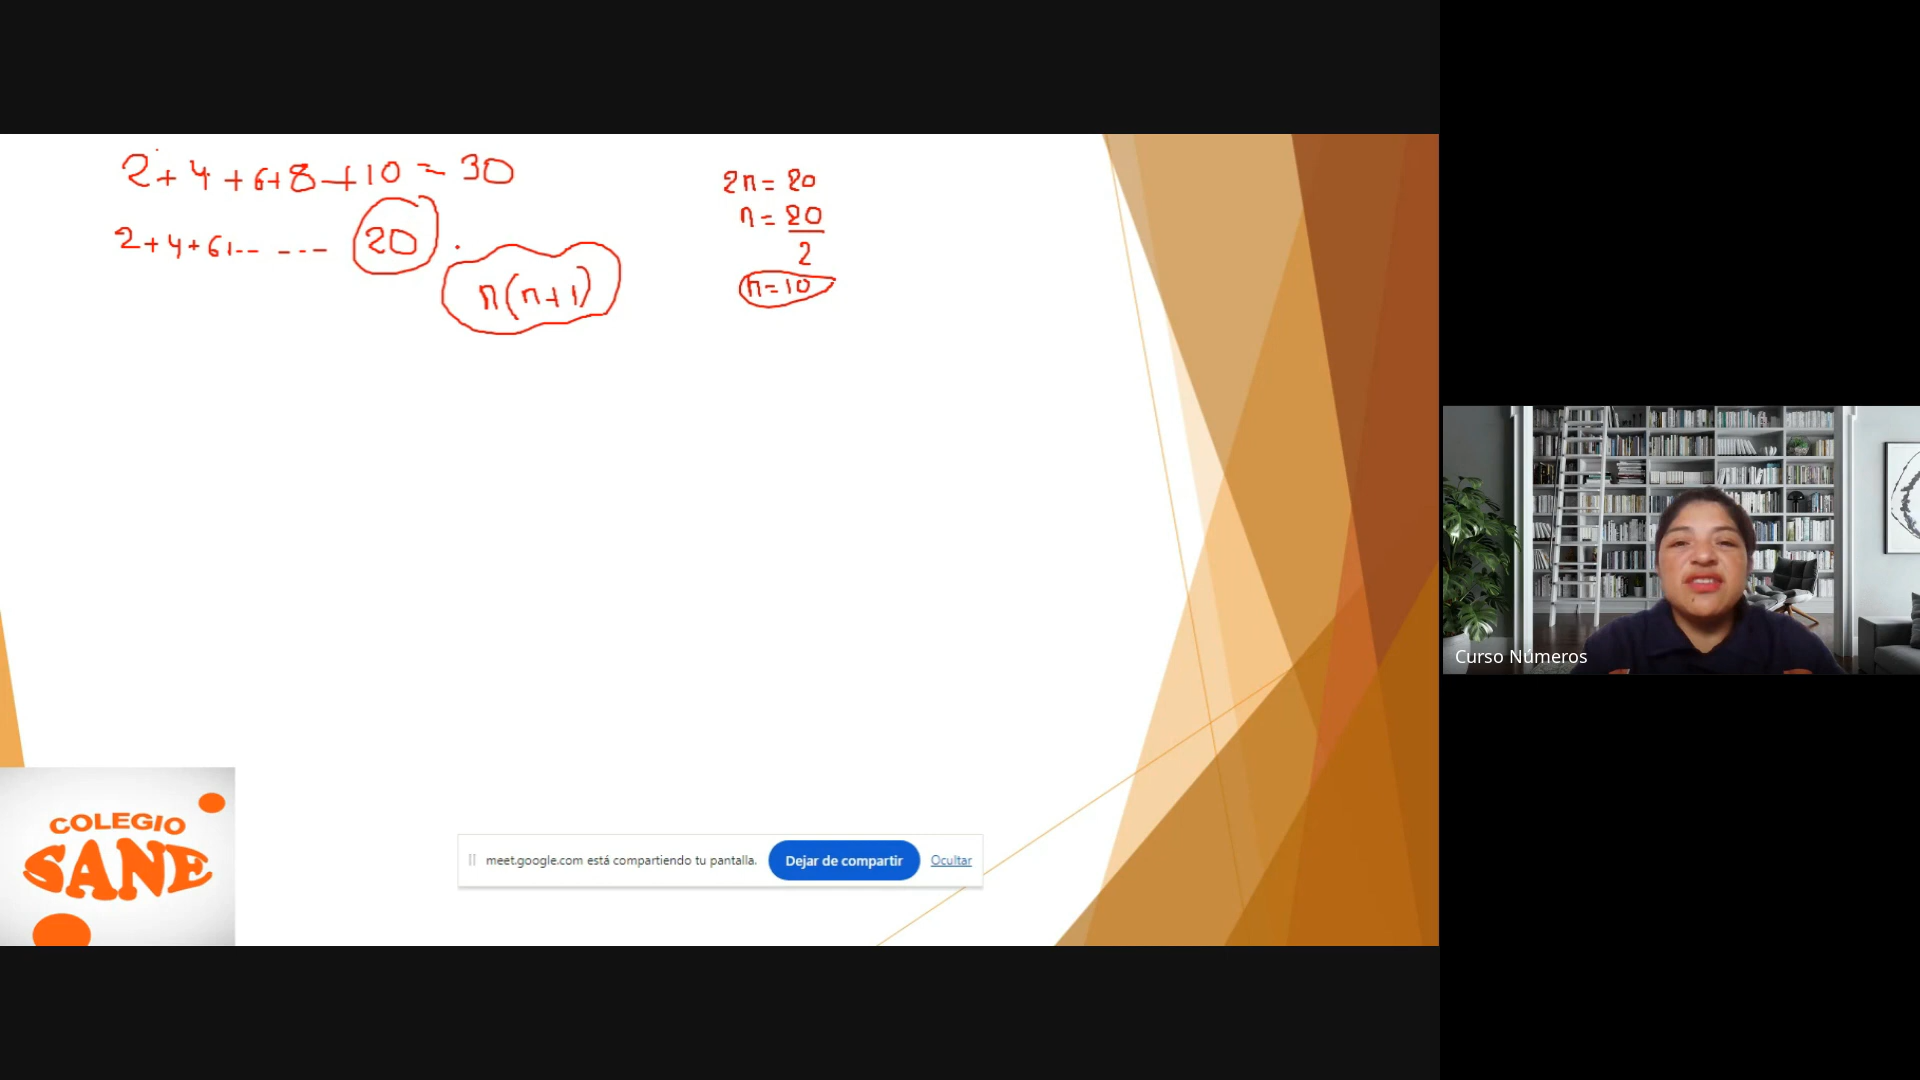 2+4+6+8+10=30
2+4+6+-- ---- 20
n(n+1)
2n=20
n=20
2
n=10
COLEGIO
SANE
meet.google.com está compartiendo tu pantalla.
Dejar de compartir
Ocultar
Curso Números